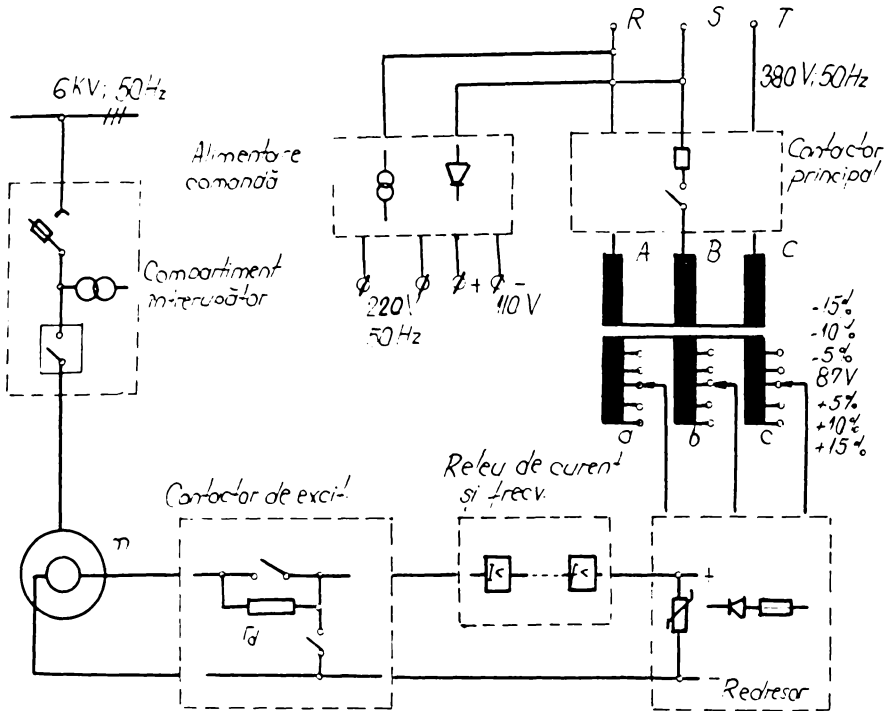 R S T
6KV; 50Hz
380V; 50Hz
Alimentare
comandă
Contactor
principal
A B C
Compartiment
intrerupător
+ -
220V
110V
50Hz
-15%
-10%
-5%
87V
+5%
+10%
+15%
a b c
Releu de curent
și frecv.
Contactor de excit.
n
I<
I<
+
rd
-
Redresor